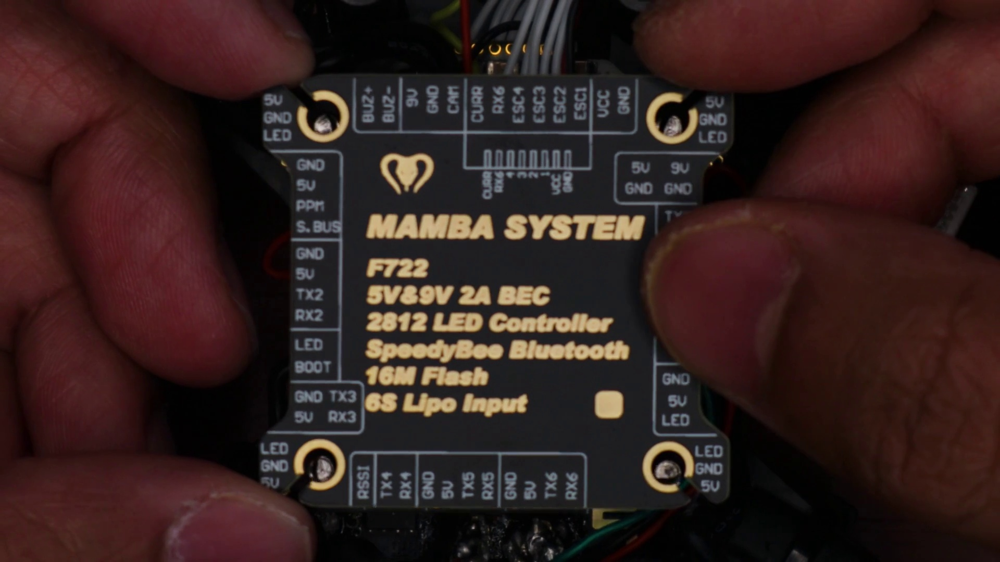 5V
GND
LED
BUZ+
BUZ-
9V
GND
CAM
CURR
RX6
ESC4
ESC3
ESC2
ESC1
VCC
GND
5V
GND
LED
CURR
RX6
4
3
2
1
VCC
GND
GND
5V
PPM
S.BUS
GND
5V
TX2
RX2
LED
BOOT
GND TX3
5V RX3
MAMBA SYSTEM
F722
5V&9V 2A BEC
2812 LED Controller
SpeedyBee Bluetooth
16M Flash
6S Lipo Input
5V 9V
GND GND
GND
5V
LED
LED
GND
5V
RSSI
TX4
RX4
GND
5V
TX5
RX5
GND
5V
TX6
RX6
LED
GND
5V